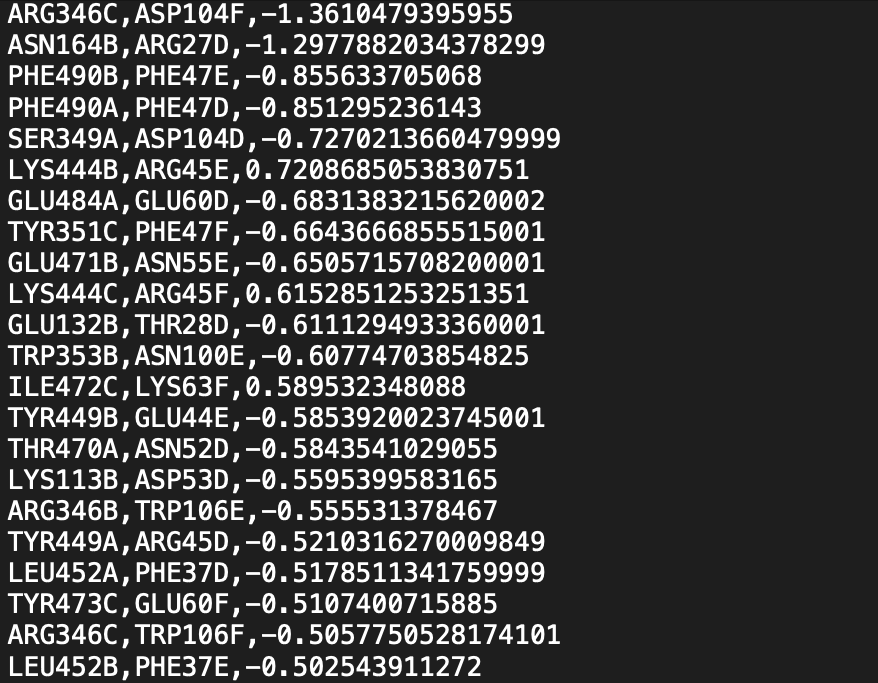 ARG346C,ASP104F,-1.3610479395955
ASN164B,ARG27D,-1.2977882034378299
PHE490B,PHE47E,-0.855633705068
PHE490A,PHE47D,-0.851295236143
SER349A,ASP104D,-0.7270213660479999
LYS444B,ARG45E,0.7208685053830751
GLU484A,GLU60D,-0.6831383215620002
TYR351C,PHE47F,-0.6643666855515001
GLU471B,ASN55E,-0.6505715708200001
LYS444C,ARG45F,0.6152851253251351
GLU132B,THR28D,-0.6111294933360001
TRP353B,ASN100E,-0.60774703854825
ILE472C,LYS63F,0.589532348088
TYR449B,GLU44E,-0.5853920023745001
THR470A,ASN52D,-0.5843541029055
LYS113B,ASP53D,-0.5595399583165
ARG346B,TRP106E,-0.555531378467
TYR449A,ARG45D,-0.5210316270009849
LEU452A,PHE37D,-0.5178511341759999
TYR473C,GLU60F,-0.5107400715885
ARG346C,TRP106F,-0.5057750528174101
LEU452B,PHE37E,-0.502543911272